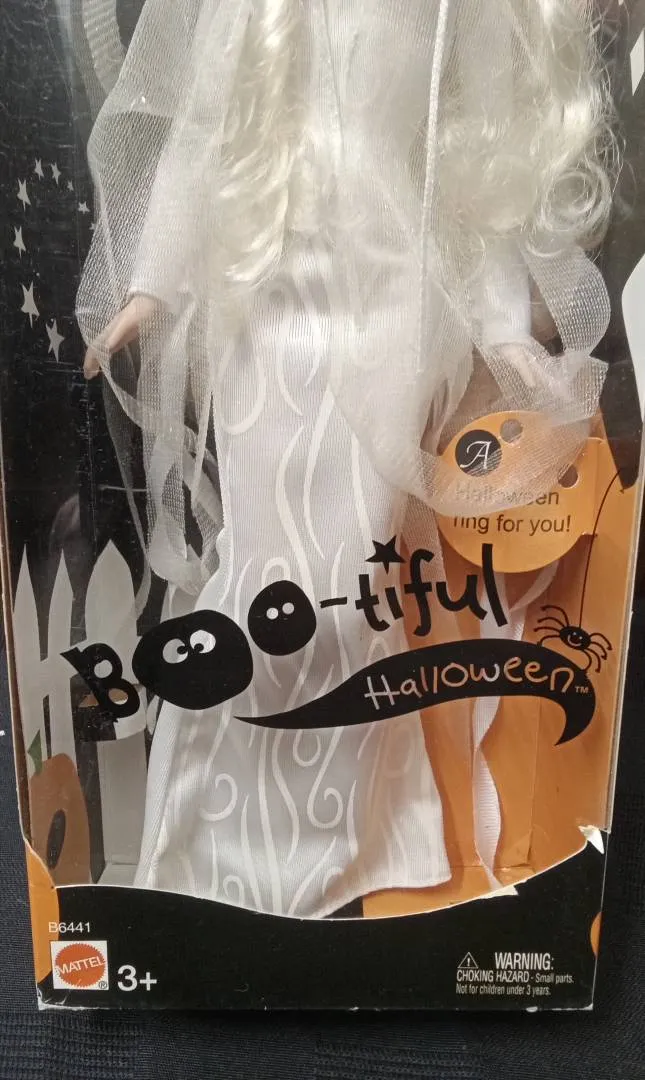 A
Halloween
ring for you!
Boo-tiful
Halloween™
B6441
MATTEL®
3+
WARNING:
CHOKING HAZARD - Small parts.
Not for children under 3 years.